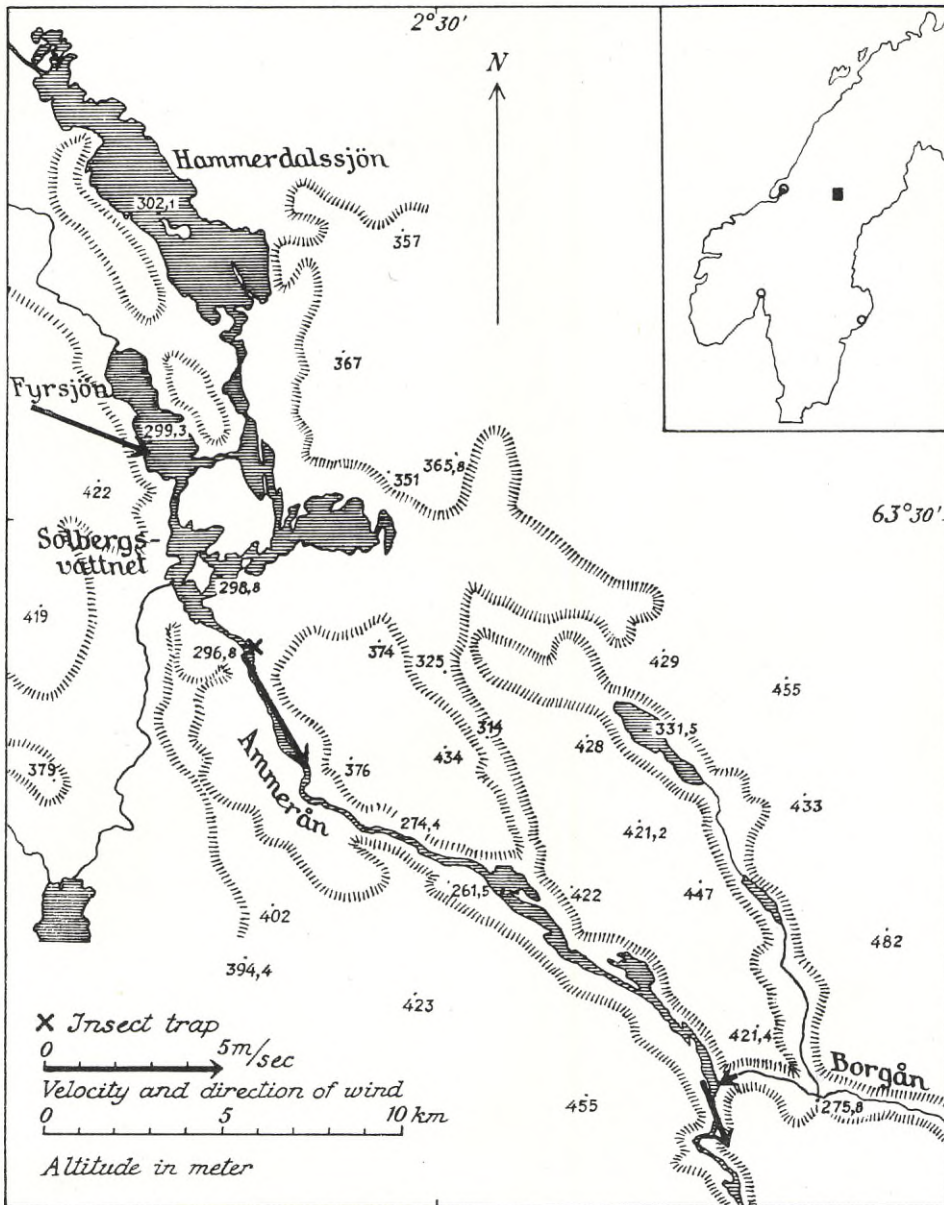 2°30'
N
Hammerdalssjön
302,1
357
367
Fyrsjön
299,3
365,8
351
422
63°30'
Solbergs-
vattnet
298,8
419
296,8
374
325
429
455
314
331,5
379
376
434
428
433
Ammerån
274,4
421,2
261,5
422
447
402
482
394,4
423
× Insect trap
421,4
0 5 m/sec
Borgån
Velocity and direction of wind
455
275,8
0 5 10 km
Altitude in meter